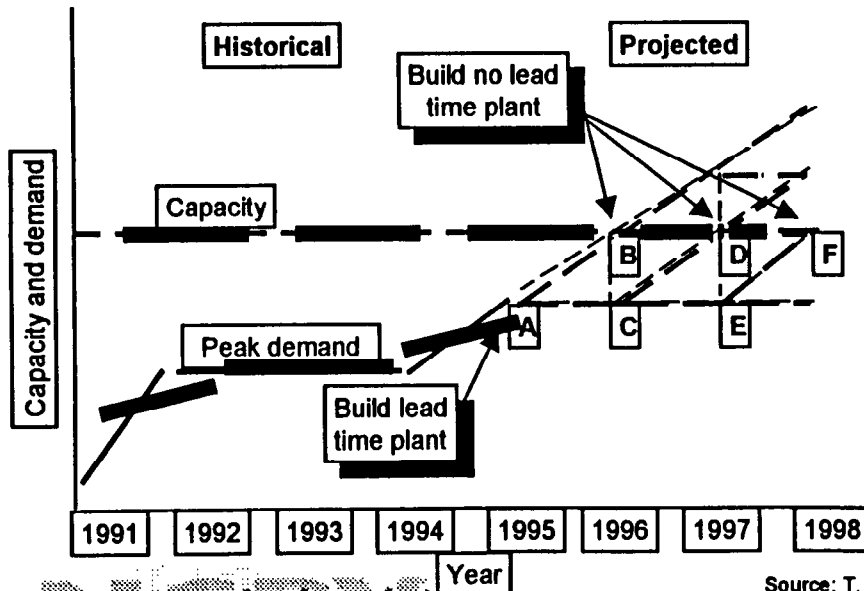 Historical
Projected
Build no lead
time plant
Capacity and demand
Capacity
B
D
F
A
C
E
Peak demand
Build lead
time plant
1991
1992
1993
1994
1995
1996
1997
1998
Year
Source: T.